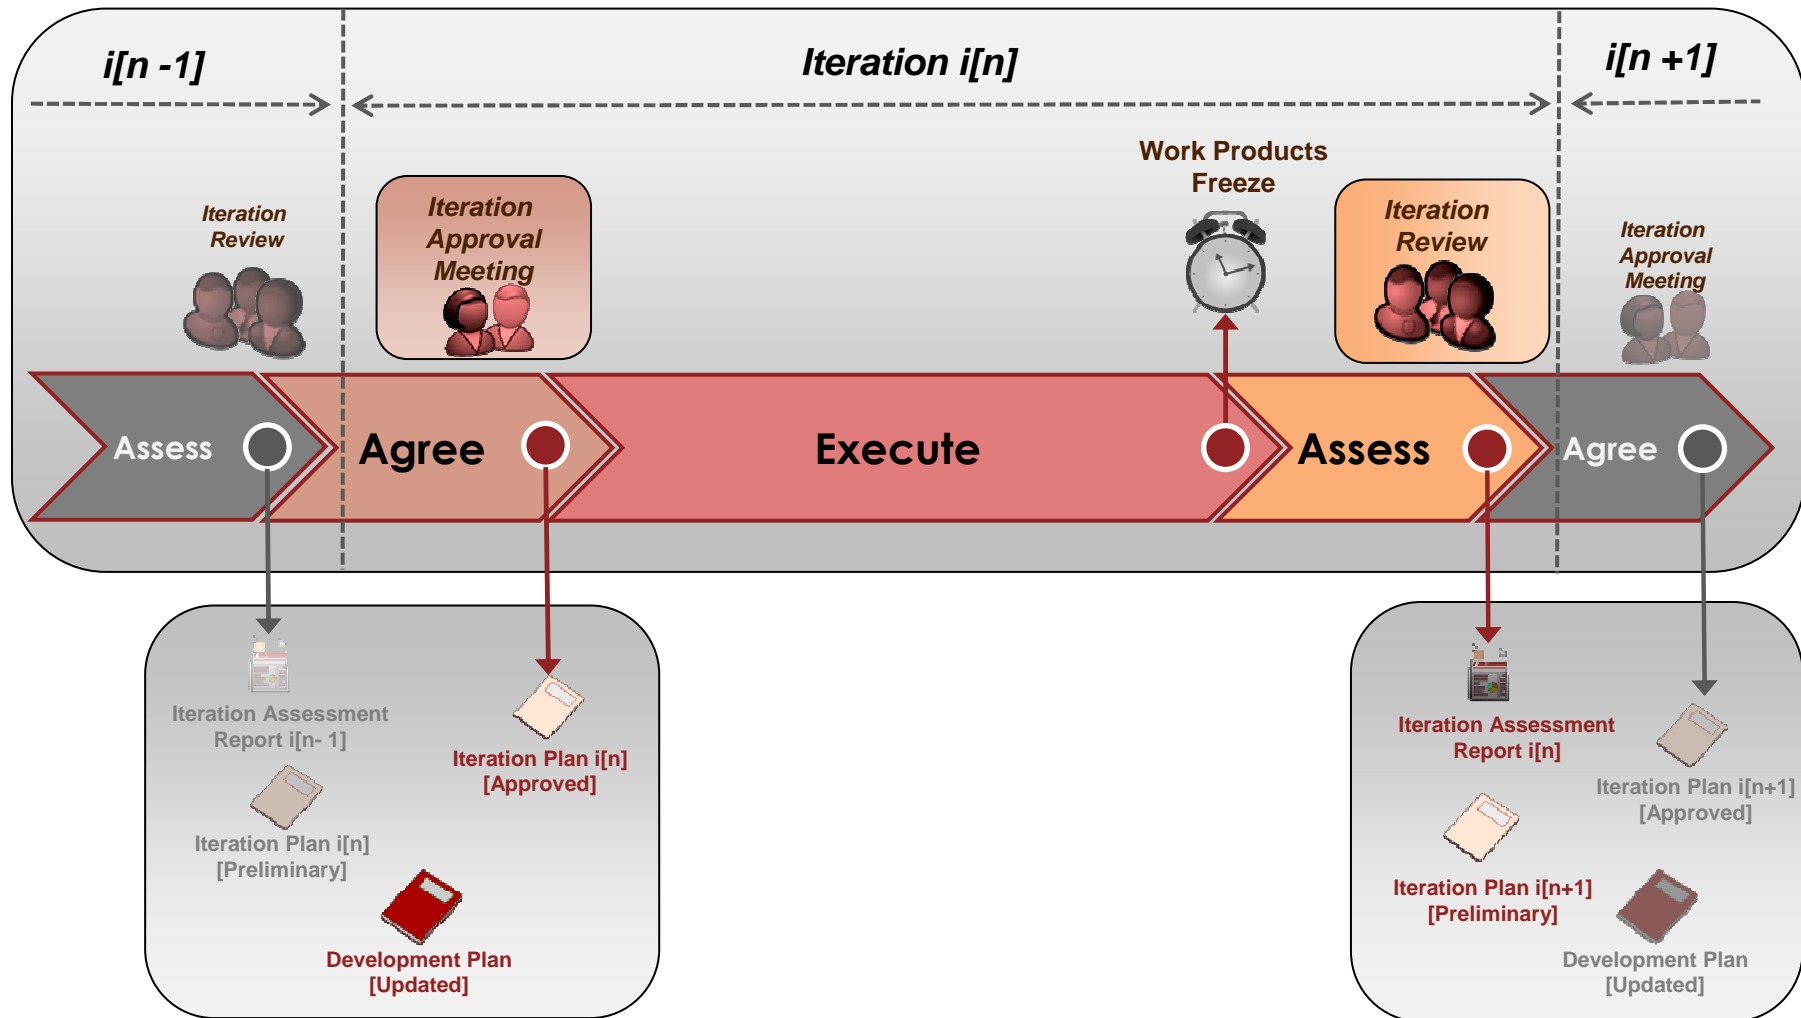 i[n -1]
Iteration i[n]
i[n +1]
Iteration
Review
Iteration
Approval
Meeting
Work Products
Freeze
Iteration
Review
Iteration
Approval
Meeting
Assess
Agree
Execute
Assess
Agree
Iteration Assessment
Report i[n- 1]
Iteration Plan i[n]
[Preliminary]
Iteration Plan i[n]
[Approved]
Development Plan
[Updated]
Iteration Assessment
Report i[n]
Iteration Plan i[n+1]
[Preliminary]
Iteration Plan i[n+1]
[Approved]
Development Plan
[Updated]